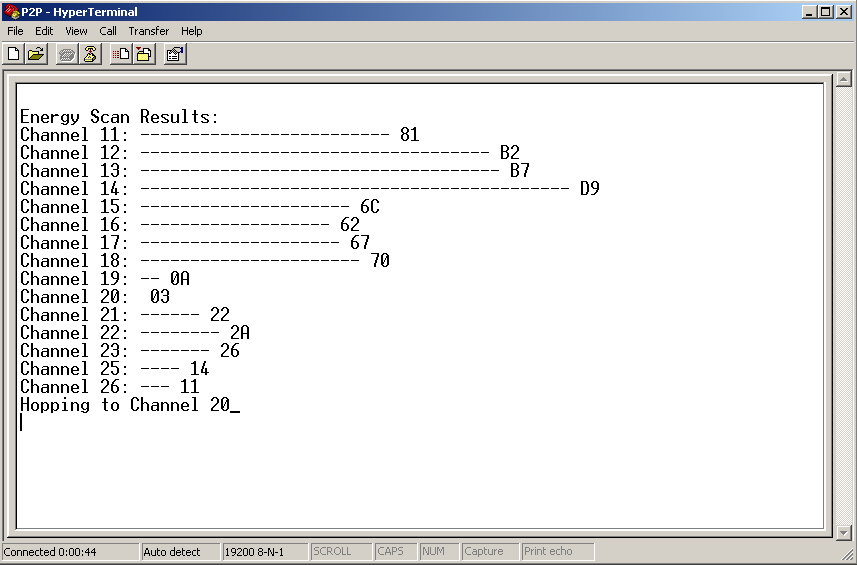 P2P - HyperTerminal
File Edit View Call Transfer Help
Energy Scan Results:
Channel 11: ------------------------- 81
Channel 12: ----------------------------------- B2
Channel 13: ------------------------------------ B7
Channel 14: ------------------------------------------- D9
Channel 15: --------------------- 6C
Channel 16: ------------------- 62
Channel 17: -------------------- 67
Channel 18: ---------------------- 70
Channel 19: -- 0A
Channel 20:  03
Channel 21: ------ 22
Channel 22: -------- 2A
Channel 23: ------- 26
Channel 25: ---- 14
Channel 26: --- 11
Hopping to Channel 20_
Connected 0:00:44 Auto detect 19200 8-N-1 SCROLL CAPS NUM Capture Print echo